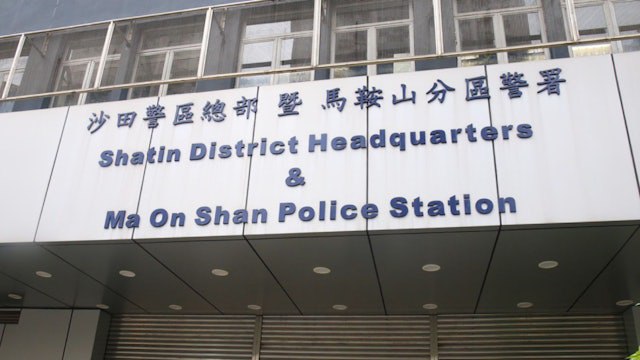 沙田警區總部 暨 馬鞍山分區警署
Shatin District Headquarters
&
Ma On Shan Police Station